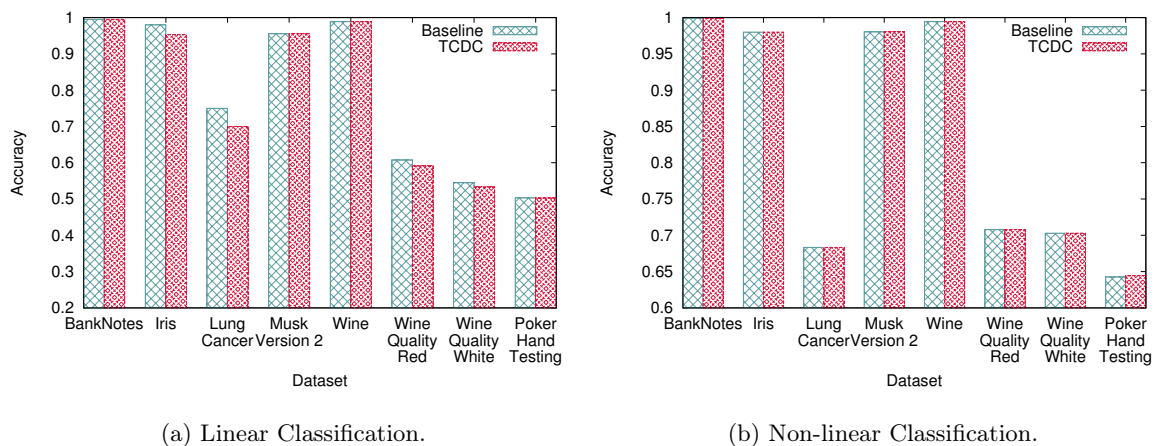 1
0.9
0.8
0.7
0.6
0.5
0.4
0.3
0.2
Accuracy
Baseline
TCDC
BankNotes Iris Lung Musk Wine Wine Wine Poker
Cancer Version 2 Quality Quality Hand
Red White Testing
Dataset
(a) Linear Classification.
1
0.95
0.9
0.85
0.8
0.75
0.7
0.65
0.6
Accuracy
Baseline
TCDC
BankNotes Iris Lung Musk Wine Wine Wine Poker
Cancer Version 2 Quality Quality Hand
Red White Testing
Dataset
(b) Non-linear Classification.